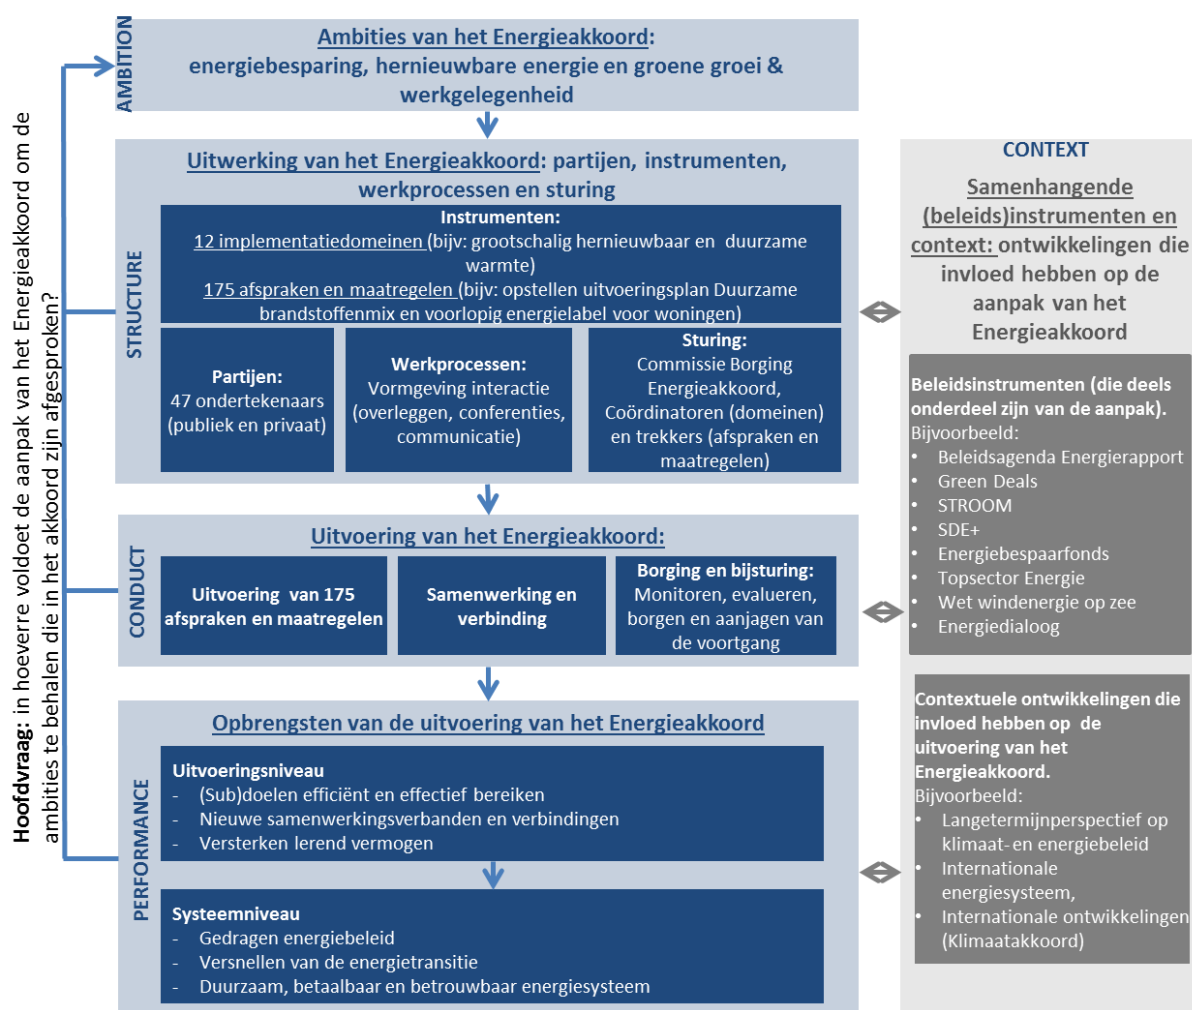 Hoofdvraag: in hoeverre voldoet de aanpak van het Energieakkoord om de
ambities te behalen die in het akkoord zijn afgesproken?
AMBITION
Ambities van het Energieakkoord:
energiebesparing, hernieuwbare energie en groene groei &
werkgelegenheid
STRUCTURE
Uitwerking van het Energieakkoord: partijen, instrumenten,
werkprocessen en sturing
Instrumenten:
12 implementatiedomeinen (bijv: grootschalig hernieuwbaar en duurzame
warmte)
175 afspraken en maatregelen (bijv: opstellen uitvoeringsplan Duurzame
brandstoffenmix en voorlopig energielabel voor woningen)
Partijen:
47 ondertekenaars
(publiek en privaat)
Werkprocessen:
Vormgeving interactie
(overleggen, conferenties,
communicatie)
Sturing:
Commissie Borging
Energieakkoord,
Coördinatoren (domeinen)
en trekkers (afspraken en
maatregelen)
CONDUCT
Uitvoering van het Energieakkoord:
Uitvoering van 175
afspraken en maatregelen
Samenwerking en
verbinding
Borging en bijsturing:
Monitoren, evalueren,
borgen en aanjagen van
de voortgang
PERFORMANCE
Opbrengsten van de uitvoering van het Energieakkoord
Uitvoeringsniveau
- (Sub)doelen efficiënt en effectief bereiken
- Nieuwe samenwerkingsverbanden en verbindingen
- Versterken lerend vermogen
Systeemniveau
- Gedragen energiebeleid
- Versnellen van de energietransitie
- Duurzaam, betaalbaar en betrouwbaar energiesysteem
CONTEXT
Samenhangende
(beleids)instrumenten en
context: ontwikkelingen die
invloed hebben op de
aanpak van het
Energieakkoord
Beleidsinstrumenten (die deels
onderdeel zijn van de aanpak).
Bijvoorbeeld:
• Beleidsagenda Energierapport
• Green Deals
• STROOM
• SDE+
• Energiebespaarfonds
• Topsector Energie
• Wet windenergie op zee
• Energiedialoog
Contextuele ontwikkelingen die
invloed hebben op de
uitvoering van het
Energieakkoord.
Bijvoorbeeld:
• Langetermijnperspectief op
klimaat- en energiebeleid
• Internationale
energiesysteem,
• Internationale ontwikkelingen
(Klimaatakkoord)